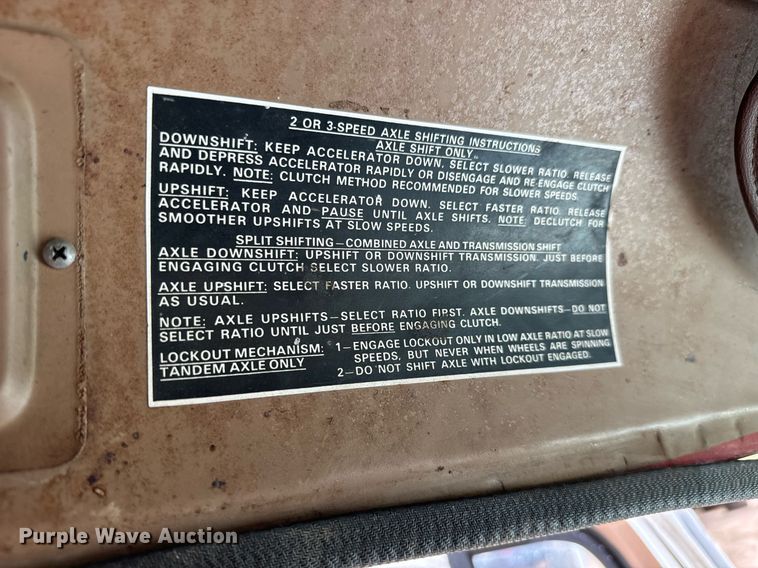 2 OR 3-SPEED AXLE SHIFTING INSTRUCTIONS
AXLE SHIFT ONLY
DOWNSHIFT: KEEP ACCELERATOR DOWN. SELECT SLOWER RATIO. RELEASE
AND DEPRESS ACCELERATOR RAPIDLY OR DISENGAGE AND RE-ENGAGE CLUTCH
RAPIDLY. NOTE: CLUTCH METHOD RECOMMENDED FOR SLOWER SPEEDS.
UPSHIFT: KEEP ACCELERATOR DOWN. SELECT FASTER RATIO. RELEASE
ACCELERATOR AND PAUSE UNTIL AXLE SHIFTS. NOTE: DECLUTCH FOR
SMOOTHER UPSHIFTS AT SLOW SPEEDS.
SPLIT SHIFTING—COMBINED AXLE AND TRANSMISSION SHIFT
AXLE DOWNSHIFT: UPSHIFT OR DOWNSHIFT TRANSMISSION. JUST BEFORE
ENGAGING CLUTCH SELECT SLOWER RATIO.
AXLE UPSHIFT: SELECT FASTER RATIO. UPSHIFT OR DOWNSHIFT TRANSMISSION
AS USUAL.
NOTE: AXLE UPSHIFTS—SELECT RATIO FIRST. AXLE DOWNSHIFTS—DO NOT
SELECT RATIO UNTIL JUST BEFORE ENGAGING CLUTCH.
LOCKOUT MECHANISM: 1—ENGAGE LOCKOUT ONLY IN LOW AXLE RATIO AT SLOW
TANDEM AXLE ONLY SPEEDS, BUT NEVER WHEN WHEELS ARE SPINNING
2—DO NOT SHIFT AXLE WITH LOCKOUT ENGAGED.
Purple Wave Auction